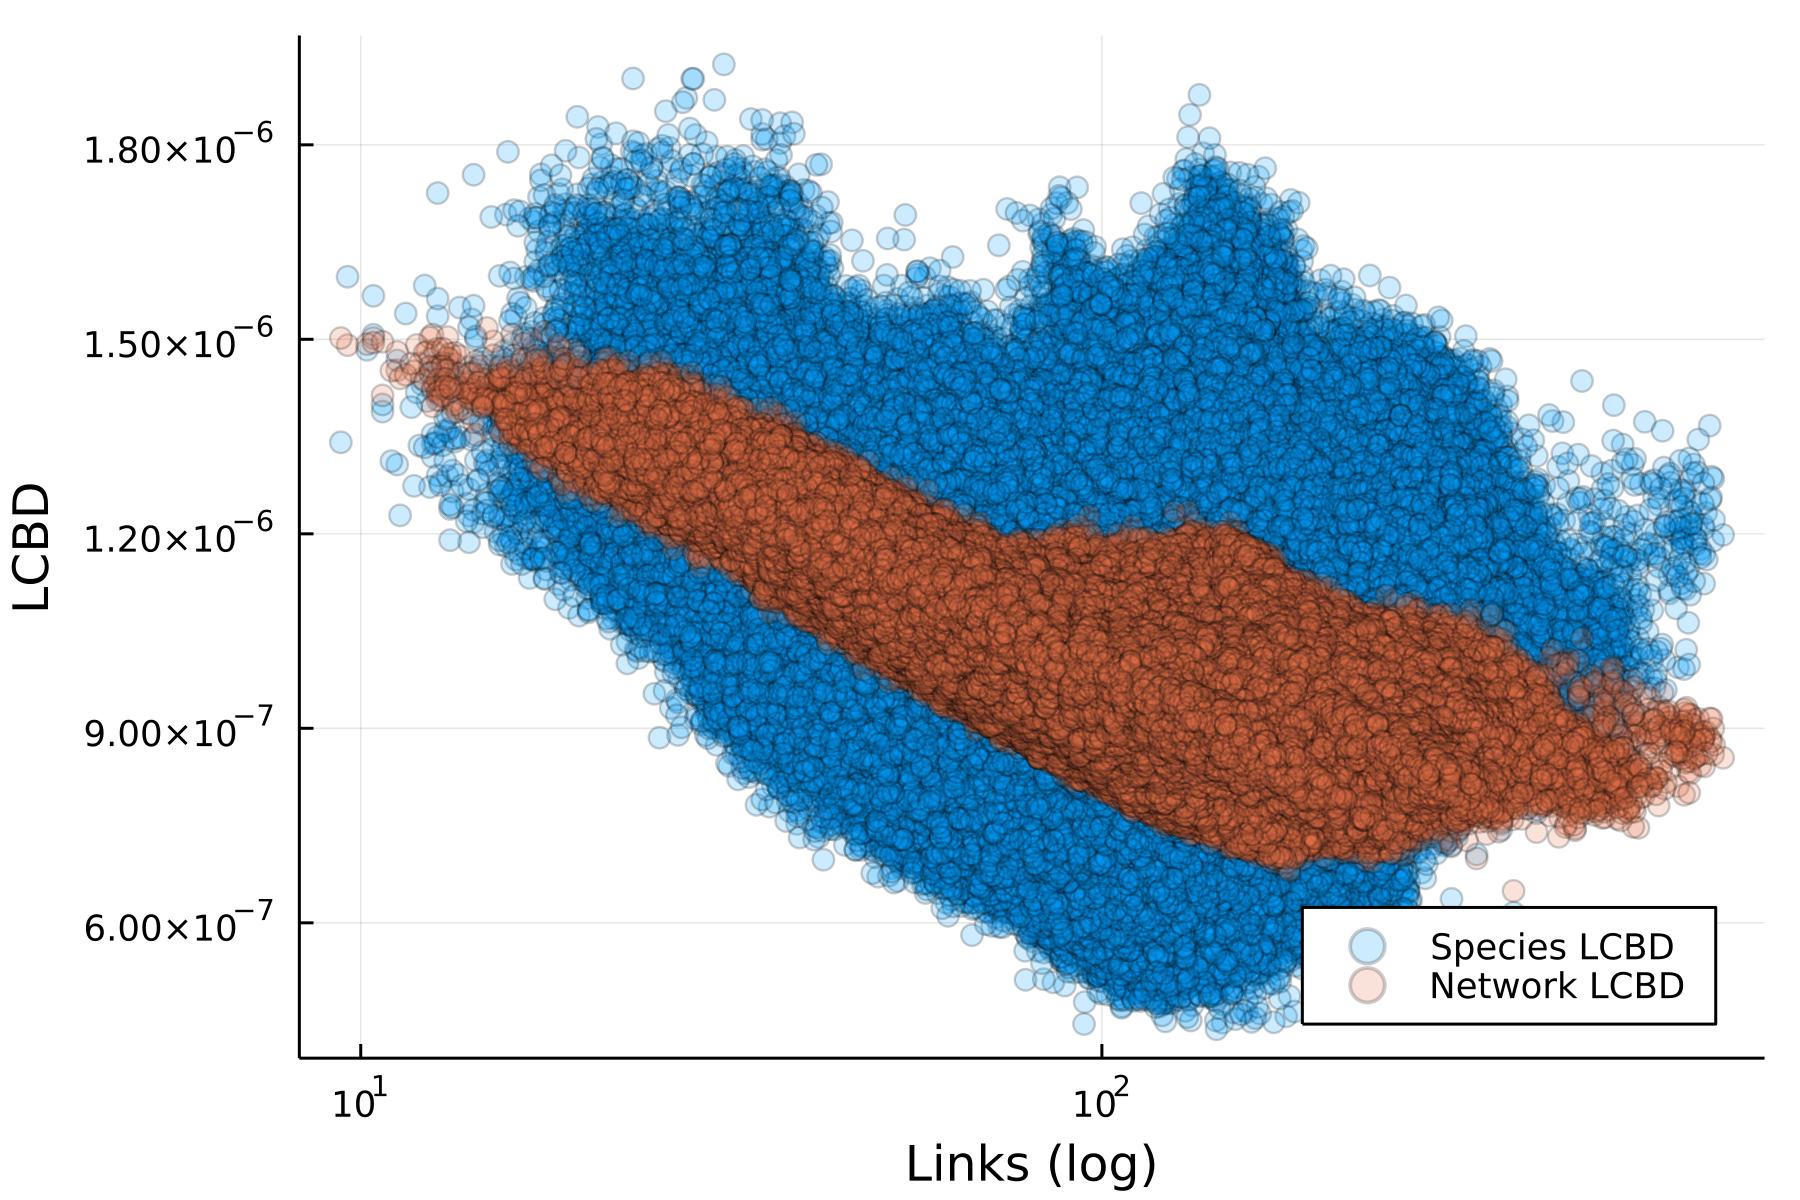 LCBD
1.80×10⁻⁶
1.50×10⁻⁶
1.20×10⁻⁶
9.00×10⁻⁷
6.00×10⁻⁷
Species LCBD
Network LCBD
10¹
10²
Links (log)